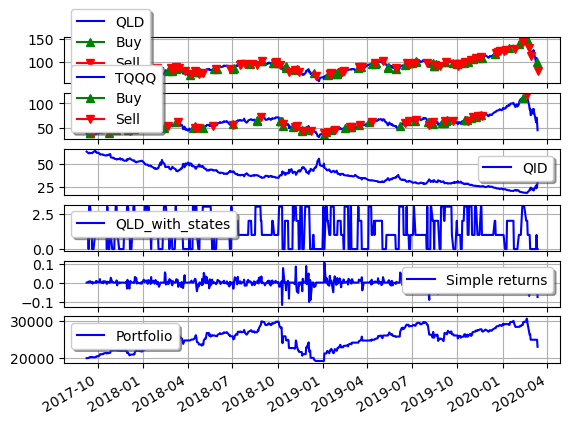 QLD
Buy
Sell
150
100
TQQQ
Buy
Sell
100
50
QID
50
25
QLD_with_states
2.5
0.0
Simple returns
0.1
0.0
−0.1
Portfolio
30000
20000
2017-10
2018-01
2018-04
2018-07
2018-10
2019-01
2019-04
2019-07
2019-10
2020-01
2020-04